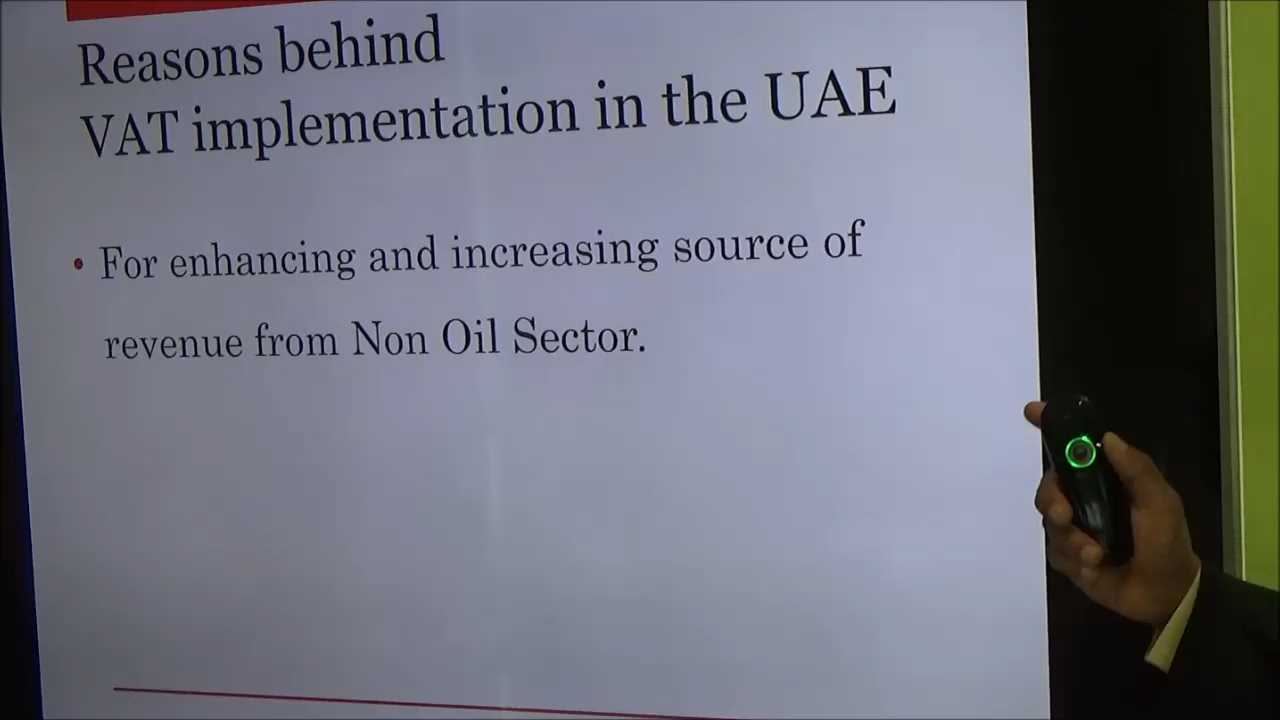 Reasons behind
VAT implementation in the UAE
• For enhancing and increasing source of
revenue from Non Oil Sector.